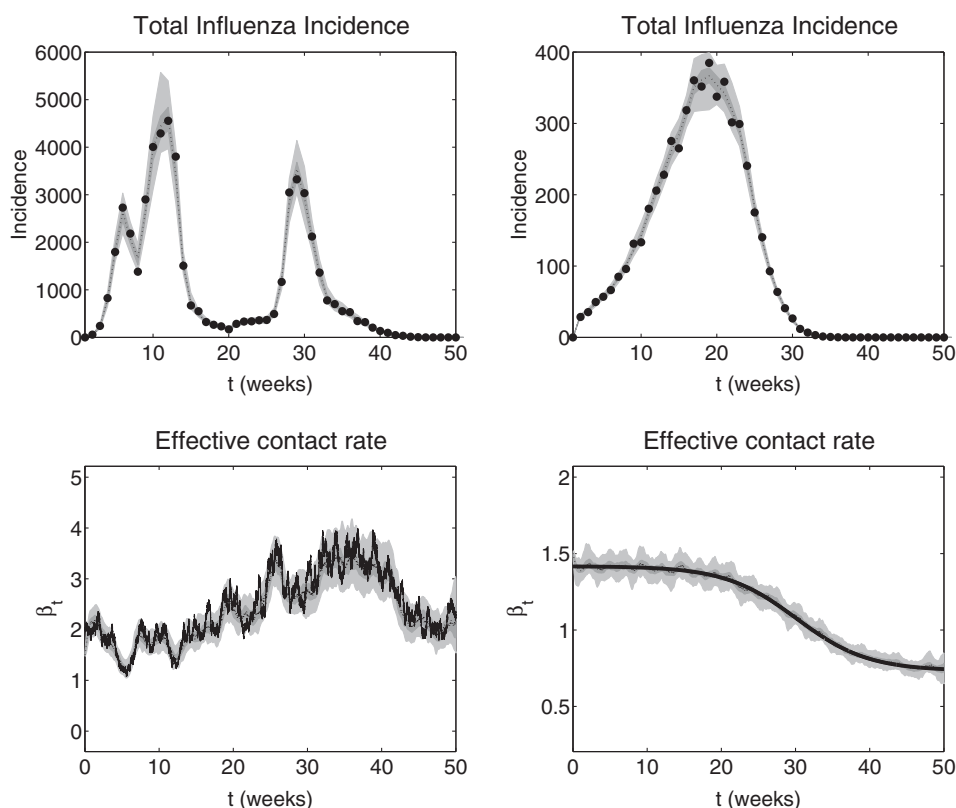 Total Influenza Incidence
6000
5000
4000
3000
2000
1000
0
Incidence
10 20 30 40 50
t (weeks)
Total Influenza Incidence
400
300
200
100
0
Incidence
0 10 20 30 40 50
t (weeks)
Effective contact rate
5
4
3
2
1
0
βt
0 10 20 30 40 50
t (weeks)
Effective contact rate
2
1.5
1
0.5
βt
0 10 20 30 40 50
t (weeks)